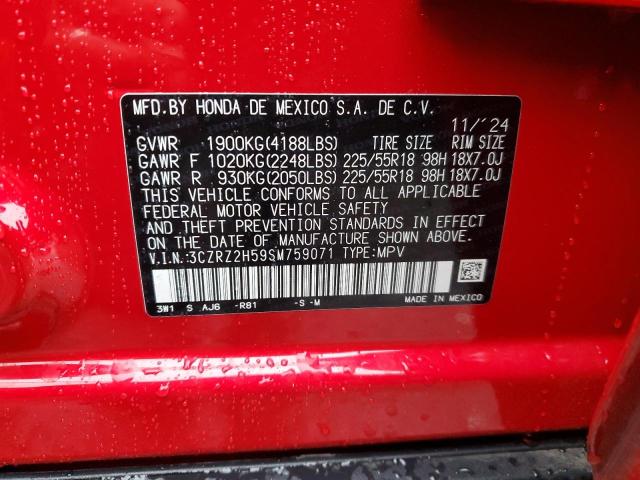 MFD.BY HONDA DE MEXICO S.A. DE C.V.
11/'24
GVWR 1900KG(4188LBS) TIRE SIZE RIM SIZE
GAWR F 1020KG(2248LBS) 225/55R18 98H 18X7.0J
GAWR R 930KG(2050LBS) 225/55R18 98H 18X7.0J
THIS VEHICLE CONFORMS TO ALL APPLICABLE
FEDERAL MOTOR VEHICLE SAFETY
AND THEFT PREVENTION STANDARDS IN EFFECT
ON THE DATE OF MANUFACTURE SHOWN ABOVE.
V.I.N.:3CZRZ2H59SM759071 TYPE:MPV
3W1 S AJ6 -R81 -S -M MADE IN MEXICO